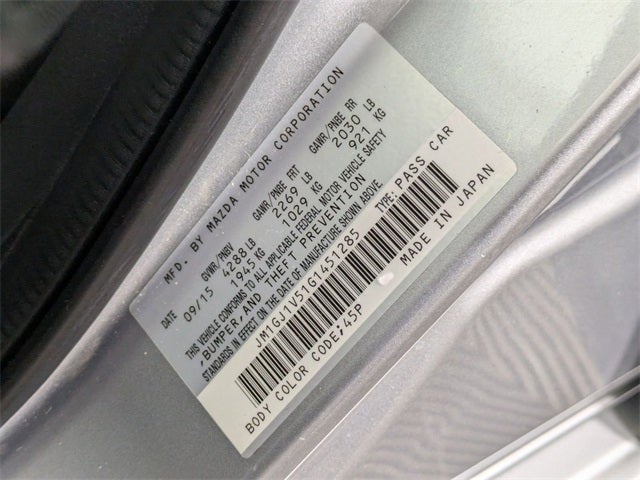 MFD. BY MAZDA MOTOR CORPORATION
DATE GVWR/PNBV GAWR/PNBE FRT GAWR/PNBE RR
09/15 4288 LB 2269 LB 2030 LB
1945 KG 1029 KG 921 KG
THIS VEHICLE CONFORMS TO ALL APPLICABLE FEDERAL MOTOR VEHICLE SAFETY
,BUMPER, AND THEFT PREVENTION
STANDARDS IN EFFECT ON THE DATE OF MANUFACTURE SHOWN ABOVE.
JM1GJ1V51G1451285 TYPE: PASS CAR
BODY COLOR CODE;45P MADE IN JAPAN